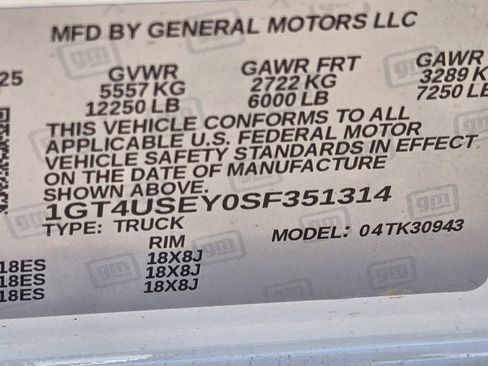 MFD BY GENERAL MOTORS LLC
25 GVWR GAWR FRT GAWR
5557 KG 2722 KG 3289 K
12250 LB 6000 LB 7250 LB
THIS VEHICLE CONFORMS TO ALL
APPLICABLE U.S. FEDERAL MOTOR
VEHICLE SAFETY STANDARDS IN EFFECT
ON THE DATE OF MANUFACTURE
SHOWN ABOVE.
1GT4USEY0SF351314
TYPE: TRUCK MODEL: 04TK30943
RIM
18ES 18X8J
18ES 18X8J
18ES 18X8J